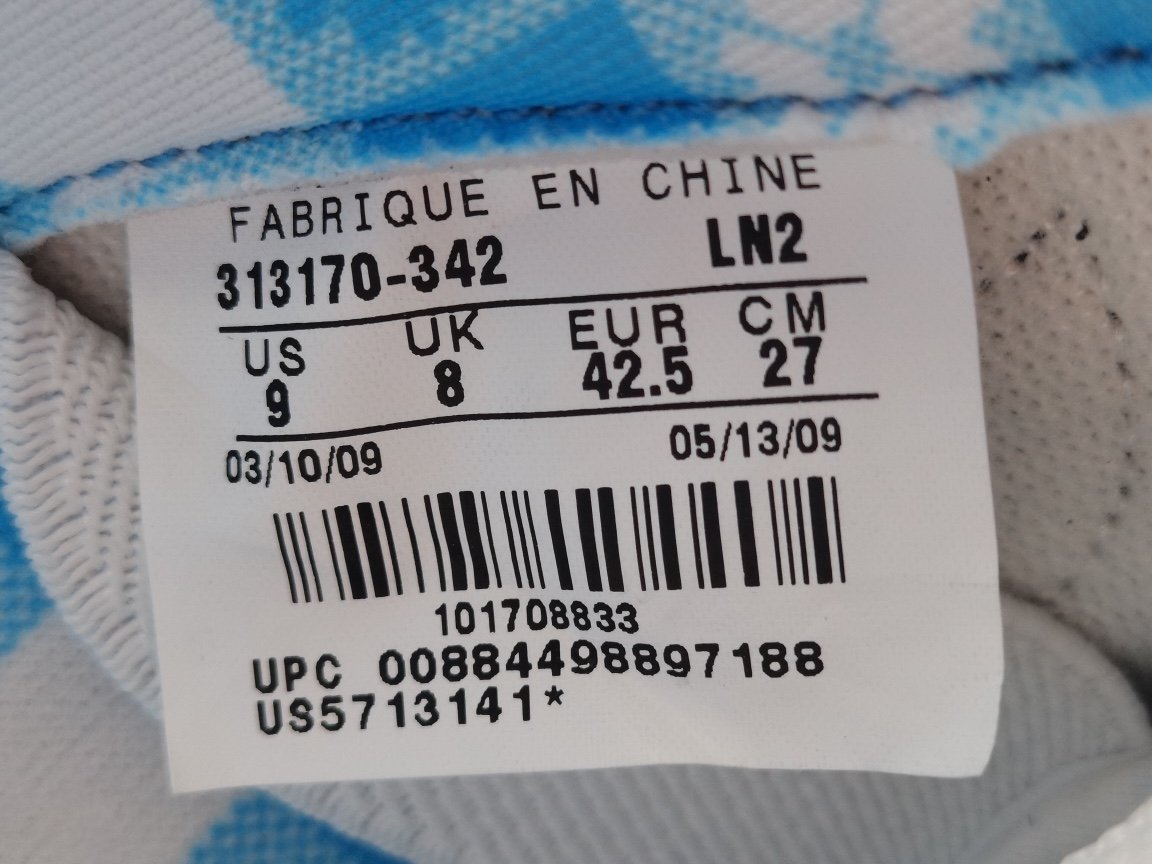 FABRIQUE EN CHINE
313170-342 LN2
US UK EUR CM
9 8 42.5 27
03/10/09 05/13/09
101708833
UPC 00884498897188
US5713141*